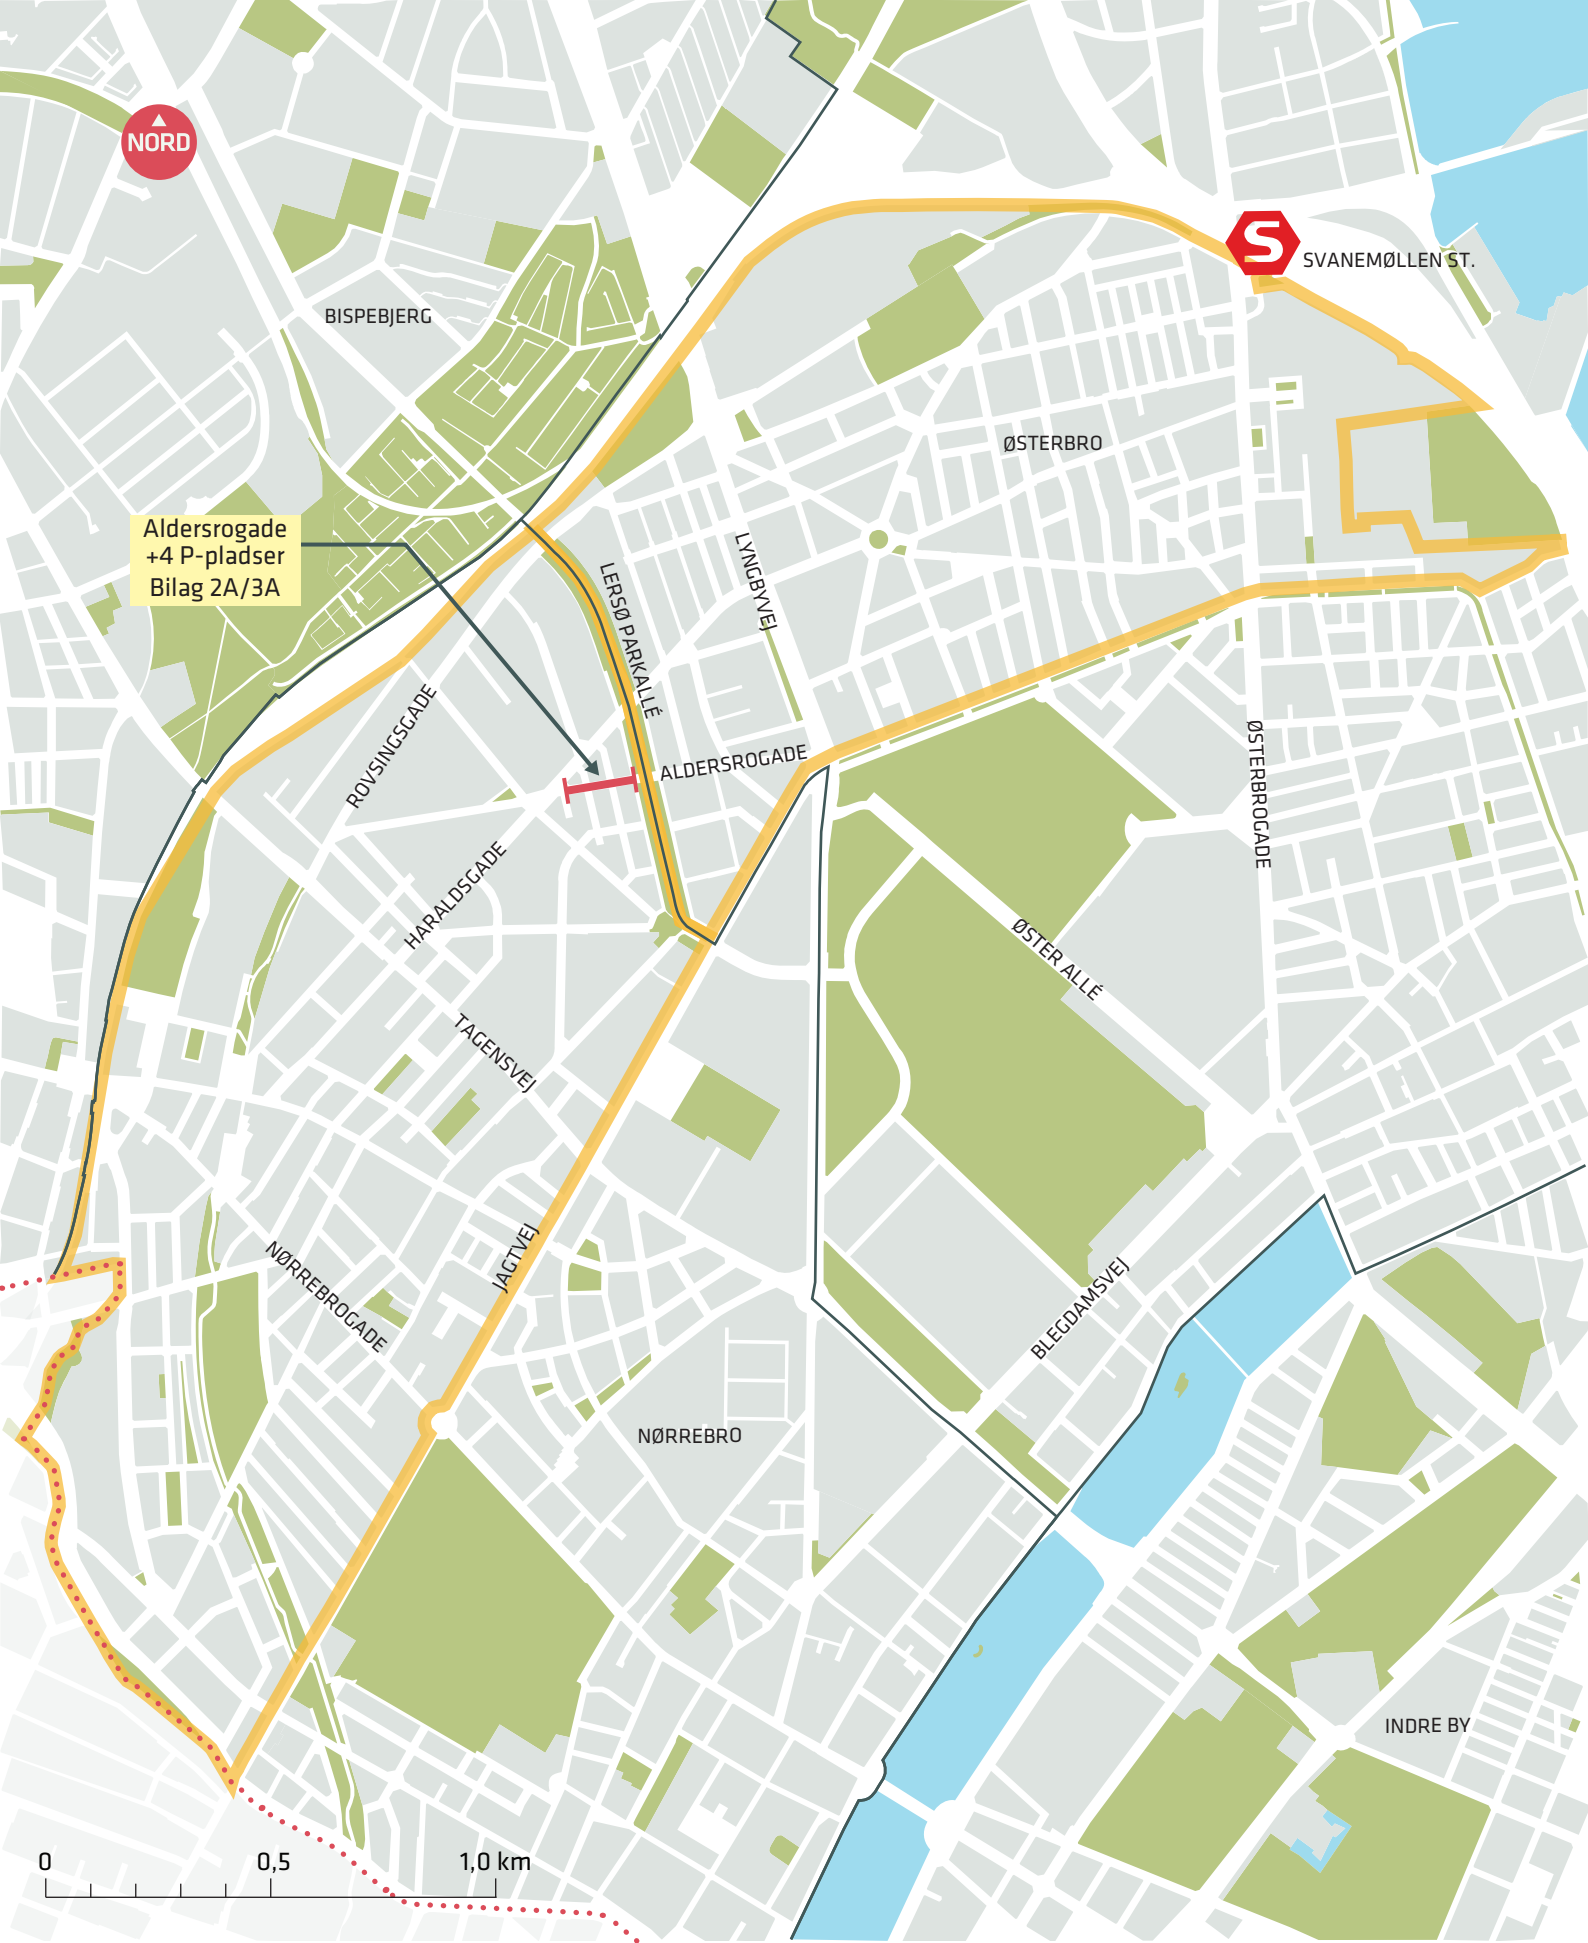 NORD
S
SVANEMØLLEN ST.
BISPEBJERG
ØSTERBRO
Aldersrogade
+4 P-pladser
Bilag 2A/3A
LYNGBYVEJ
LERSØ PARKALLÉ
ROVSINGSGADE
ALDERSROGADE
ØSTERBROGADE
HARALDSGADE
ØSTER ALLÉ
TAGENSVEJ
JAGTVEJ
NØRREBROGADE
BLEGDAMSVEJ
NØRREBRO
INDRE BY
0 0,5 1,0 km